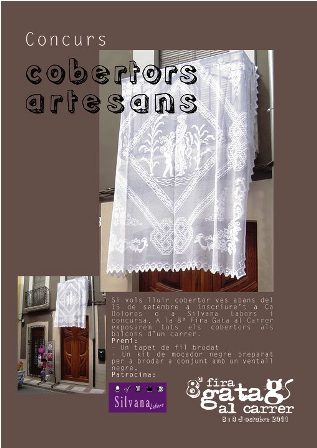 Concurs
cobertors
artesans
Si vols lluir cobertor ves abans del
15 de setembre a inscriure't a Ca
Dolores o a Silvana Labors i
concursa. A la 8ª Fira Gata al Carrer
exposarem tots els cobertors als
balcons d'un carrer.
Premi:
- Un tapet de fil brodat
- Un kit de mocador negre preparat
per a brodar a conjunt amb un ventall
negre.
Patrocina:
Silvana Labors
8ª fira
gata
al carrer